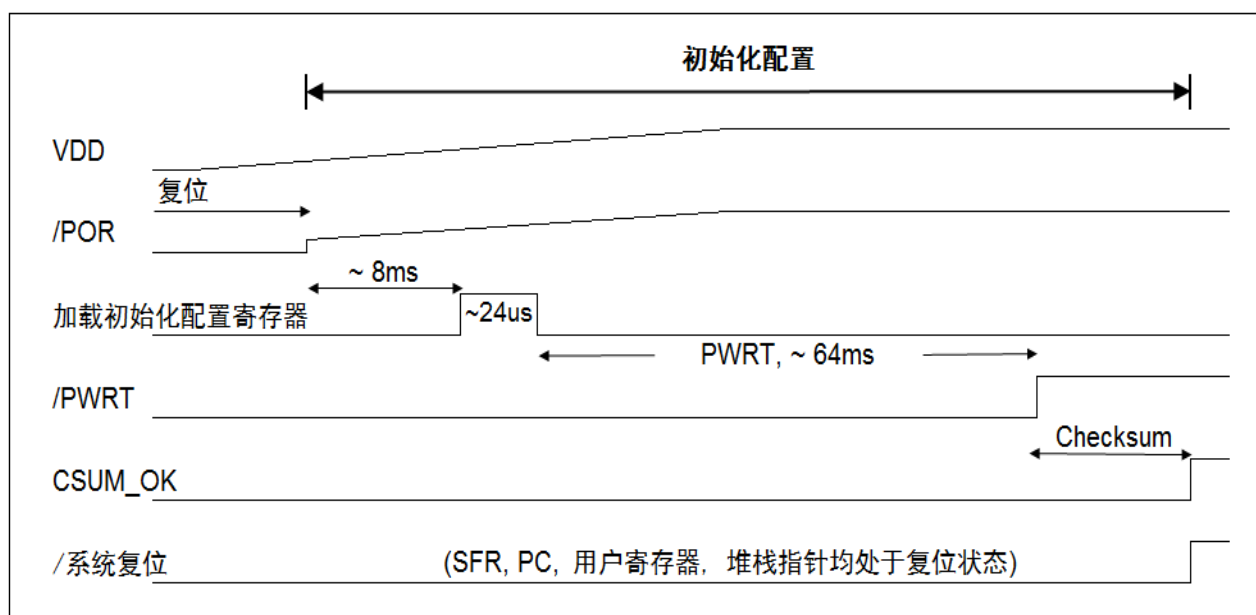 初始化配置
VDD
复位
/POR
~ 8ms
加载初始化配置寄存器
~24us
PWRT, ~ 64ms
/PWRT
Checksum
CSUM_OK
/系统复位
(SFR, PC, 用户寄存器, 堆栈指针均处于复位状态)